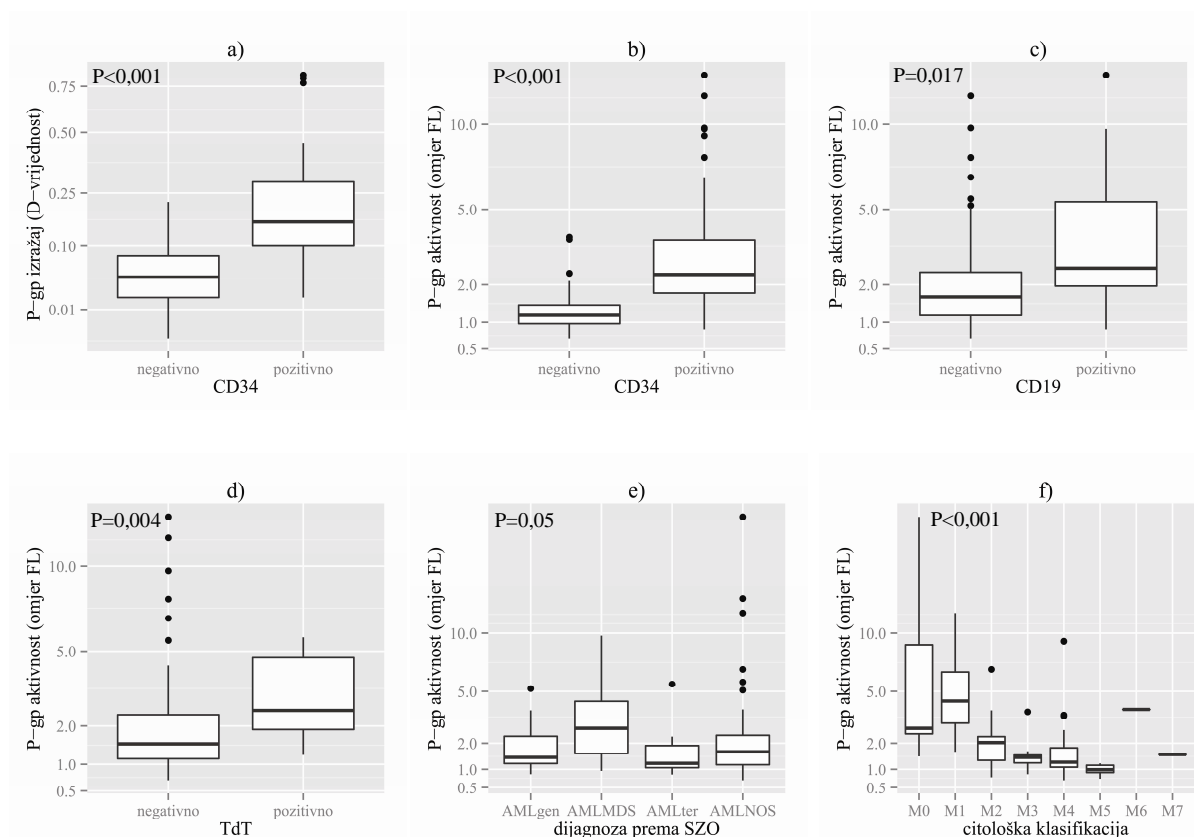 a)
P<0,001
P-gp izražaj (D-vrijednost)
0.75
0.50
0.25
0.10
0.01
negativno
pozitivno
CD34
b)
P<0,001
P-gp aktivnost (omjer FL)
10.0
5.0
2.0
1.0
0.5
negativno
pozitivno
CD34
c)
P=0,017
P-gp aktivnost (omjer FL)
10.0
5.0
2.0
1.0
0.5
negativno
pozitivno
CD19
d)
P=0,004
P-gp aktivnost (omjer FL)
10.0
5.0
2.0
1.0
0.5
negativno
pozitivno
TdT
e)
P=0,05
P-gp aktivnost (omjer FL)
10.0
5.0
2.0
1.0
0.5
AMLgen
AMLMDS
AMLter
AMLNOS
dijagnoza prema SZO
f)
P<0,001
P-gp aktivnost (omjer FL)
10.0
5.0
2.0
1.0
0.5
M0
M1
M2
M3
M4
M5
M6
M7
citološka klasifikacija